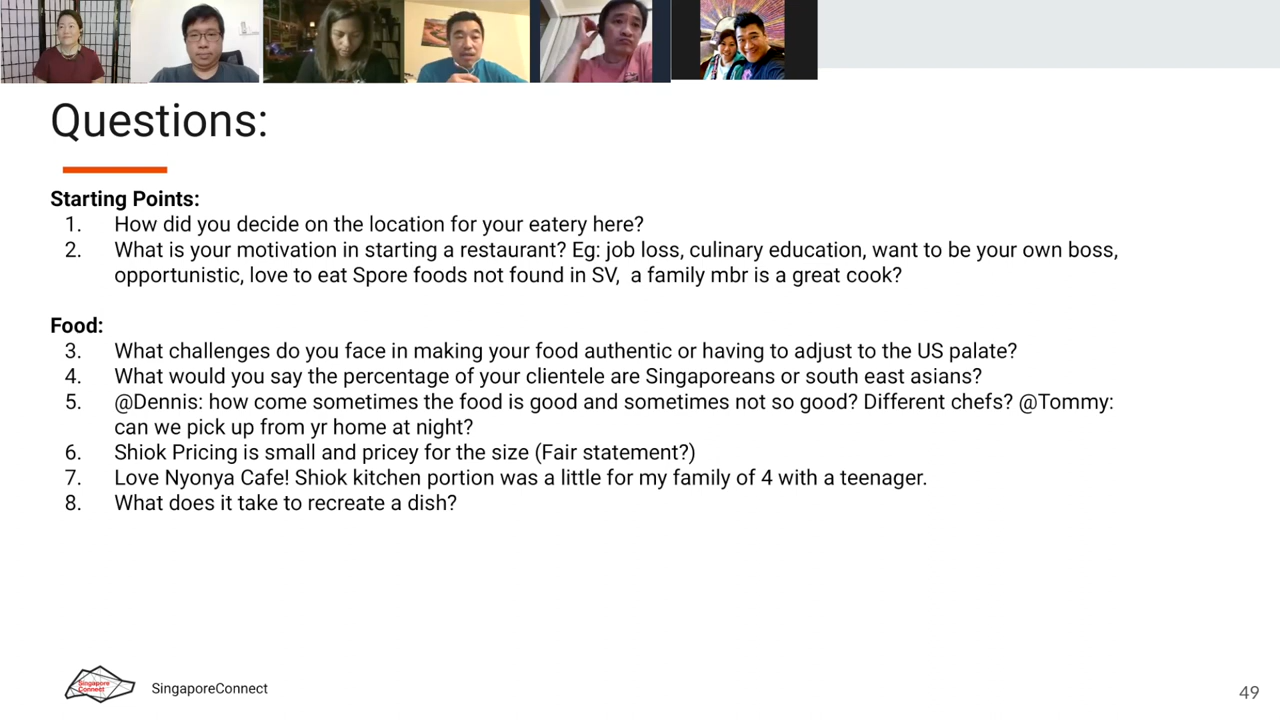 Questions:
Starting Points:
1. How did you decide on the location for your eatery here?
2. What is your motivation in starting a restaurant? Eg: job loss, culinary education, want to be your own boss,
opportunistic, love to eat Spore foods not found in SV, a family mbr is a great cook?
Food:
3. What challenges do you face in making your food authentic or having to adjust to the US palate?
4. What would you say the percentage of your clientele are Singaporeans or south east asians?
5. @Dennis: how come sometimes the food is good and sometimes not so good? Different chefs? @Tommy:
can we pick up from yr home at night?
6. Shiok Pricing is small and pricey for the size (Fair statement?)
7. Love Nyonya Cafe! Shiok kitchen portion was a little for my family of 4 with a teenager.
8. What does it take to recreate a dish?
Singapore
Connect
SingaporeConnect
49